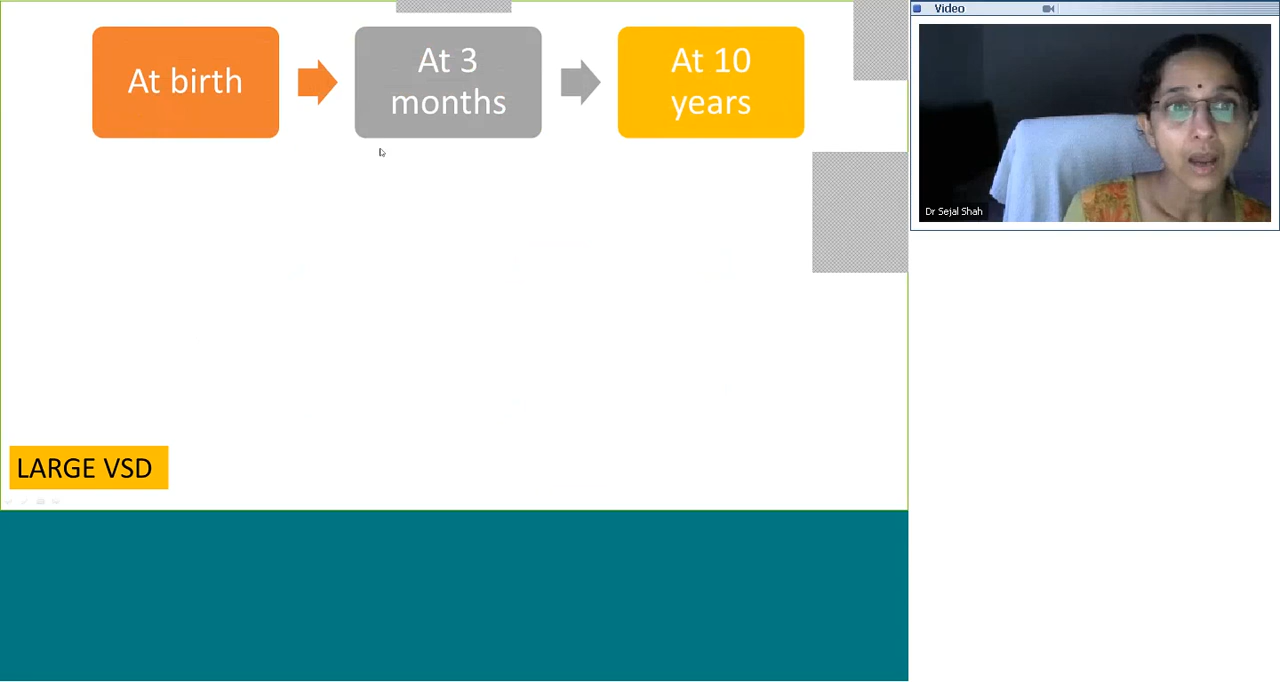 At birth
At 3
months
At 10
years
LARGE VSD
Video
Dr Sejal Shah